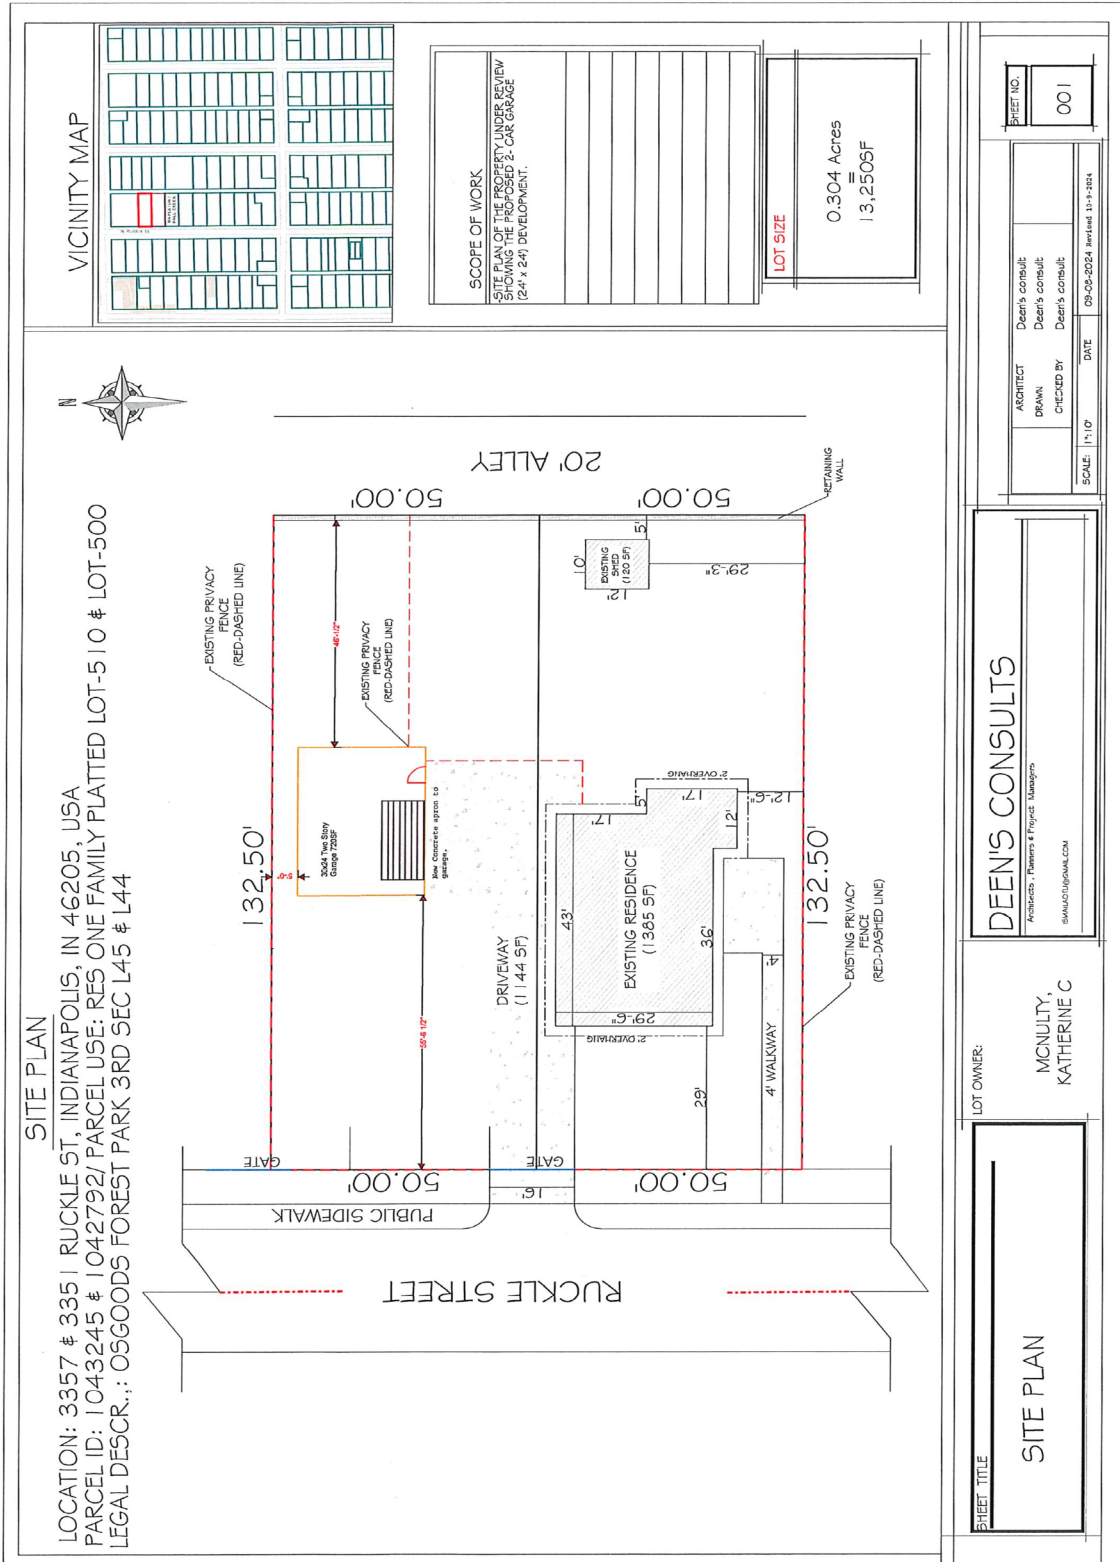 SITE PLAN
LOCATION: 3357 & 3351 RUCKLE ST, INDIANAPOLIS, IN 46205, USA
PARCEL ID: 1043245 & 1042792/ PARCEL USE: RES ONE FAMILY PLATTED LOT-510 & LOT-500
LEGAL DESCR.,: OSGOODS FOREST PARK 3RD SEC L45 & L44
N
VICINITY MAP
N RUCKLE ST
SCOPE OF WORK
-SITE PLAN OF THE PROPERTY UNDER REVIEW
SHOWING THE PROPOSED 2- CAR GARAGE
(24' x 24') DEVELOPMENT.
LOT SIZE
0.304 Acres
=
13,250SF
EXISTING PRIVACY
FENCE
(RED-DASHED LINE)
132.50'
5'-0"
46'-1/2"
30x24 Two Story
Garage 720SF
EXISTING PRIVACY
FENCE
(RED-DASHED LINE)
New Concrete apron to
garage.
55'-6 1/2"
GATE
50.00'
PUBLIC SIDEWALK
50.00'
20' ALLEY
DRIVEWAY
(1144 SF)
GATE
16'
RUCKLE STREET
43'
17'
5'
2' OVERHANG
17'
EXISTING RESIDENCE
(1385 SF)
29'-6"
2' OVERHANG
36'
12'
12'-6"
10'
EXISTING
SHED
(120 SF)
12'
5'
29'-3"
50.00'
RETAINING
WALL
29'
50.00'
4' WALKWAY
4'
132.50'
EXISTING PRIVACY
FENCE
(RED-DASHED LINE)
SHEET TITLE
SITE PLAN
LOT OWNER:
MCNULTY,
KATHERINE C
DEEN'S CONSULTS
Architects, Planners & Project Managers
ARCHITECT Deen's consult
DRAWN Deen's consult
CHECKED BY Deen's consult
SCALE: 1":10' DATE 09-08-2024 Revised 10-9-2024
SHEET NO.
001